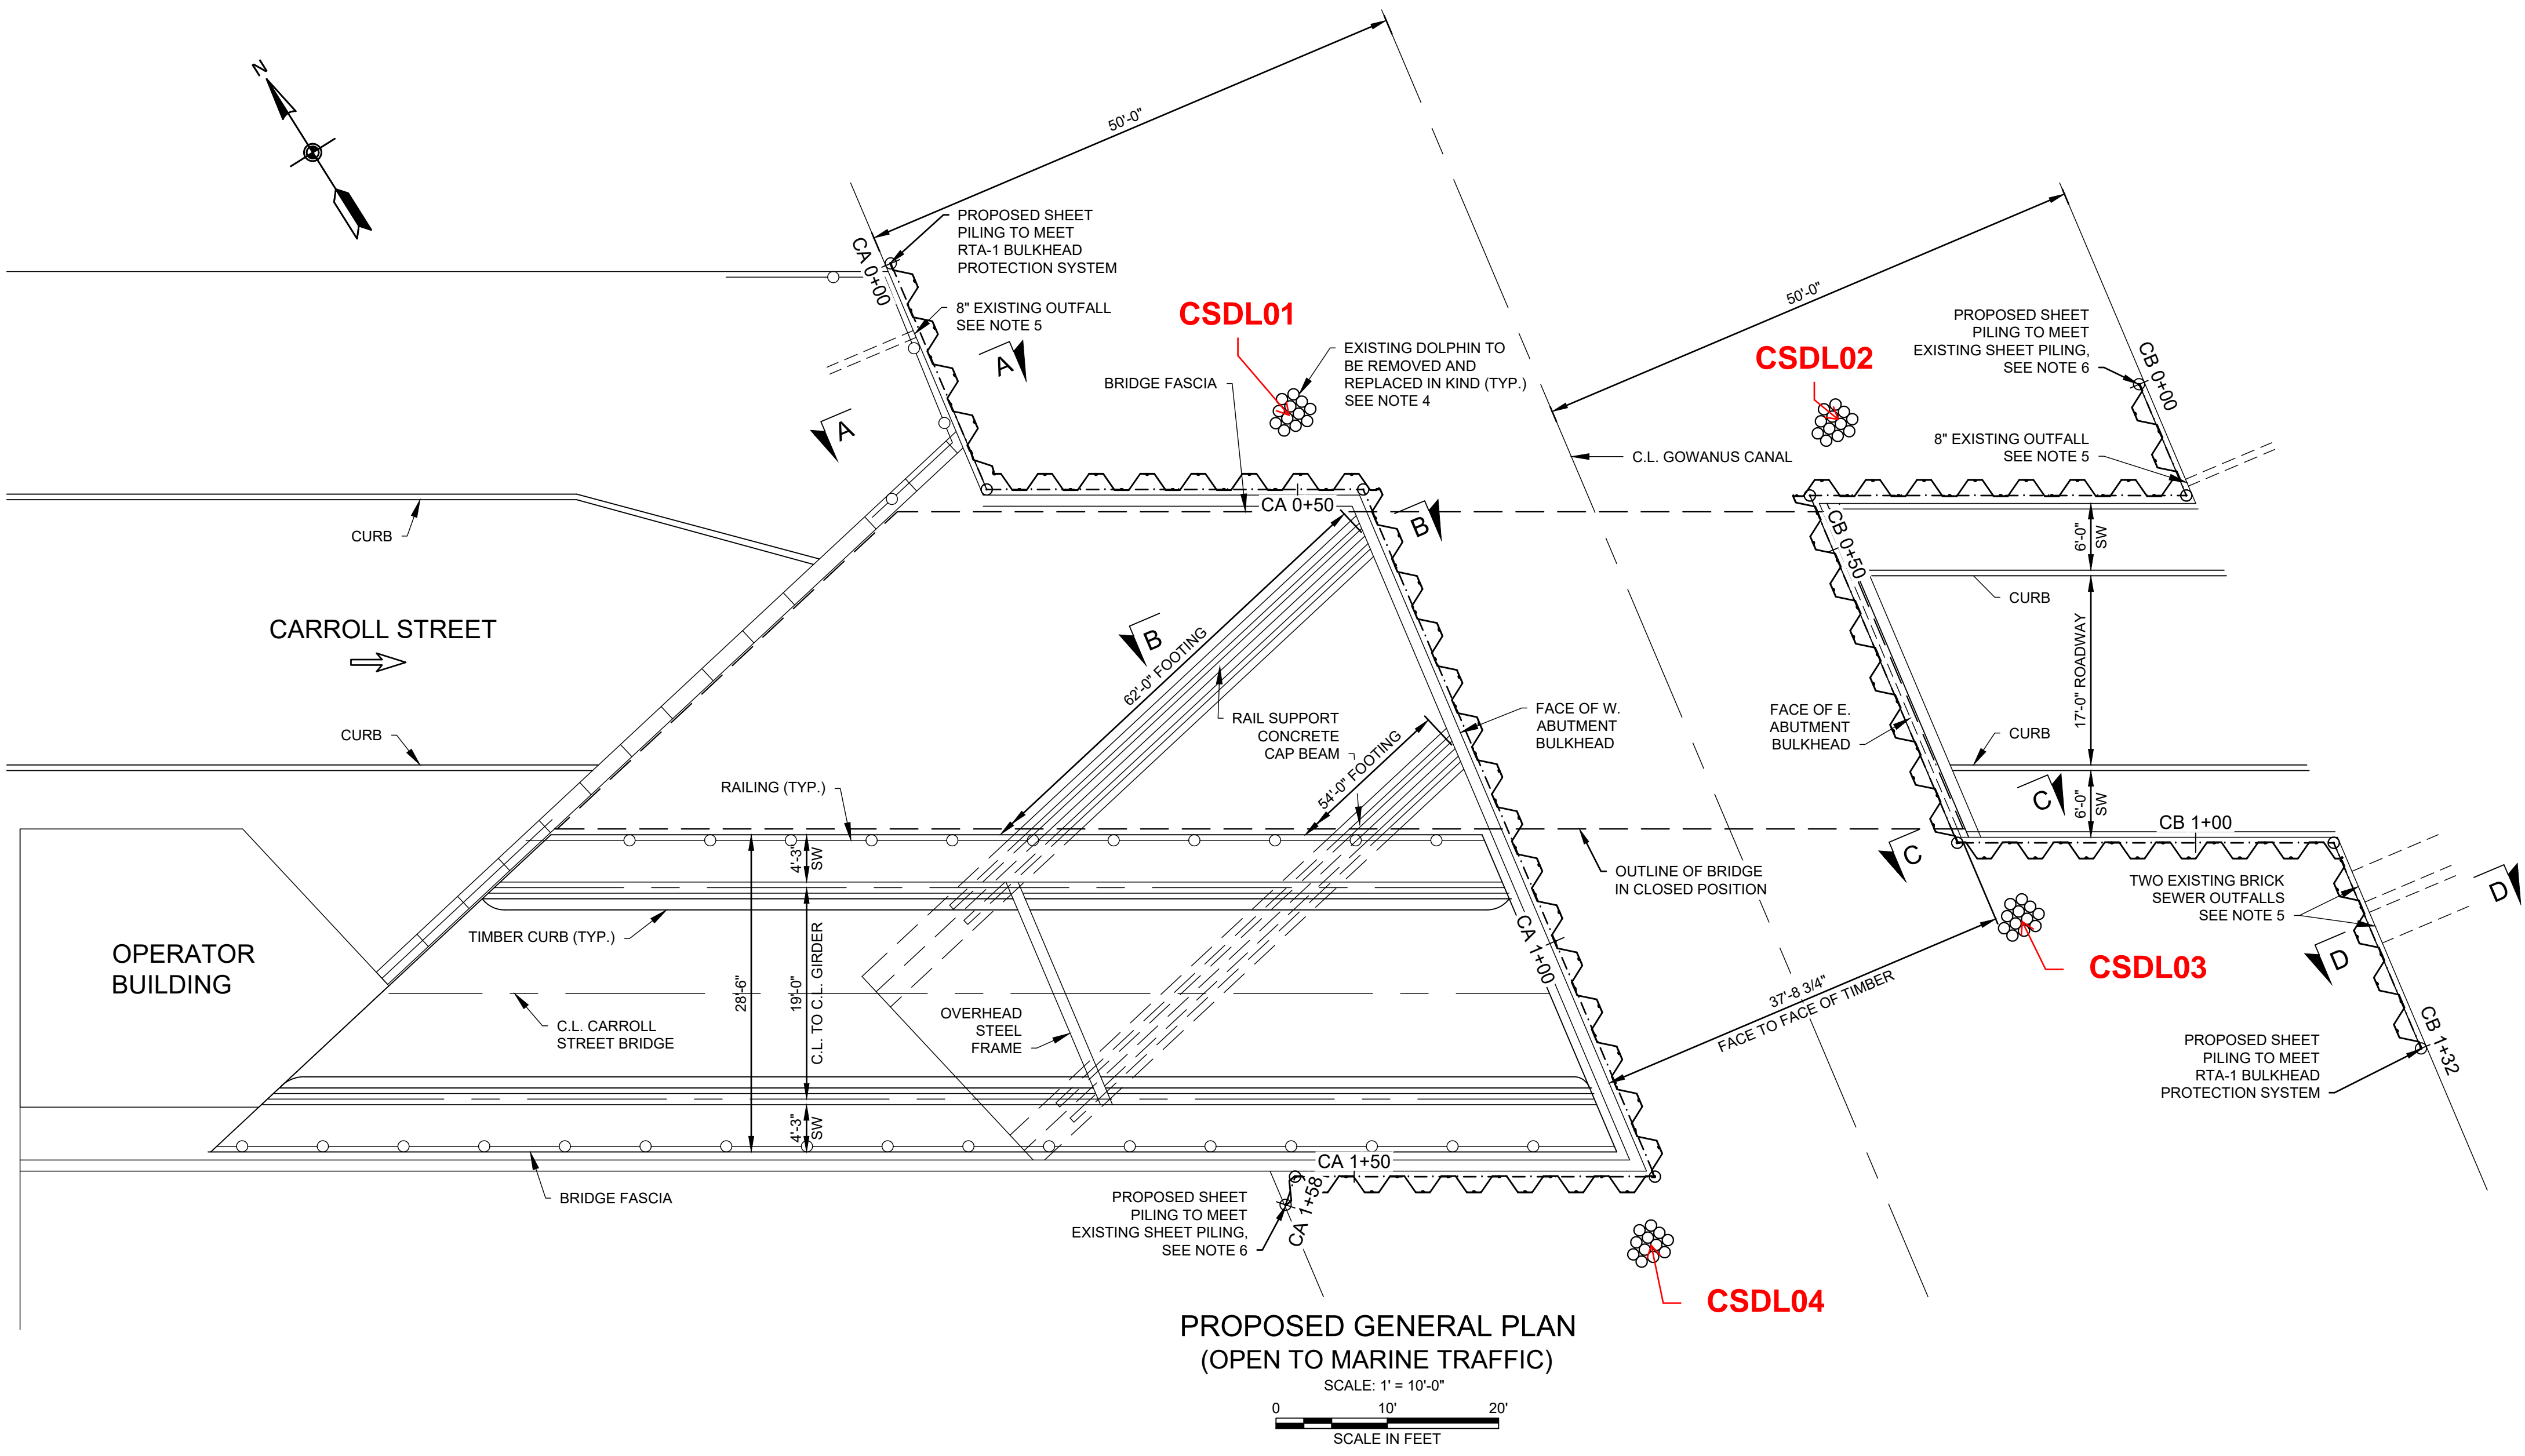 N
50'-0"
PROPOSED SHEET
PILING TO MEET
RTA-1 BULKHEAD
PROTECTION SYSTEM
CA 0+00
8" EXISTING OUTFALL
SEE NOTE 5
A
A
CSDL01
EXISTING DOLPHIN TO
BE REMOVED AND
REPLACED IN KIND (TYP.)
SEE NOTE 4
BRIDGE FASCIA
50'-0"
CSDL02
PROPOSED SHEET
PILING TO MEET
EXISTING SHEET PILING,
SEE NOTE 6
CB 0+00
8" EXISTING OUTFALL
SEE NOTE 5
C.L. GOWANUS CANAL
CA 0+50
B
B
CB 0+50
6'-0"
SW
CURB
CURB
17'-0" ROADWAY
CURB
6'-0"
SW
CARROLL STREET
CURB
62'-0" FOOTING
RAIL SUPPORT
CONCRETE
CAP BEAM
54'-0" FOOTING
FACE OF W.
ABUTMENT
BULKHEAD
FACE OF E.
ABUTMENT
BULKHEAD
RAILING (TYP.)
C
C
CB 1+00
4'-3"
SW
OUTLINE OF BRIDGE
IN CLOSED POSITION
TWO EXISTING BRICK
SEWER OUTFALLS
SEE NOTE 5
D
D
TIMBER CURB (TYP.)
OPERATOR
BUILDING
28'-6"
19'-0"
C.L. TO C.L. GIRDER
CA 1+00
CSDL03
37'-8 3/4"
FACE TO FACE OF TIMBER
C.L. CARROLL
STREET BRIDGE
OVERHEAD
STEEL
FRAME
PROPOSED SHEET
PILING TO MEET
RTA-1 BULKHEAD
PROTECTION SYSTEM
CB 1+32
4'-3"
SW
CA 1+50
BRIDGE FASCIA
PROPOSED SHEET
PILING TO MEET
EXISTING SHEET PILING,
SEE NOTE 6
CA 1+58
CSDL04
PROPOSED GENERAL PLAN
(OPEN TO MARINE TRAFFIC)
SCALE: 1' = 10'-0"
0 10' 20'
SCALE IN FEET